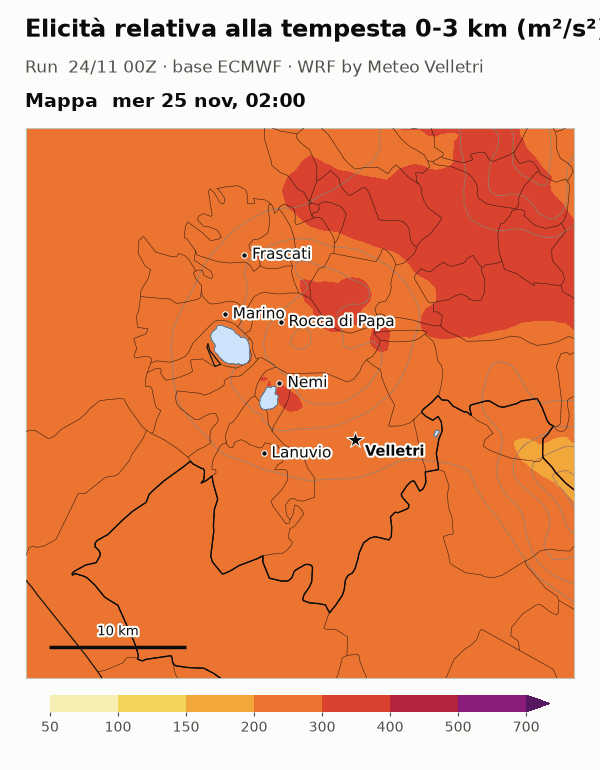 Elicità relativa alla tempesta 0-3 km (m²/s²)
Run 24/11 00Z · base ECMWF · WRF by Meteo Velletri
Mappa mer 25 nov, 02:00
Frascati
Marino
Rocca di Papa
Nemi
Velletri
Lanuvio
10 km
50 100 150 200 300 400 500 700